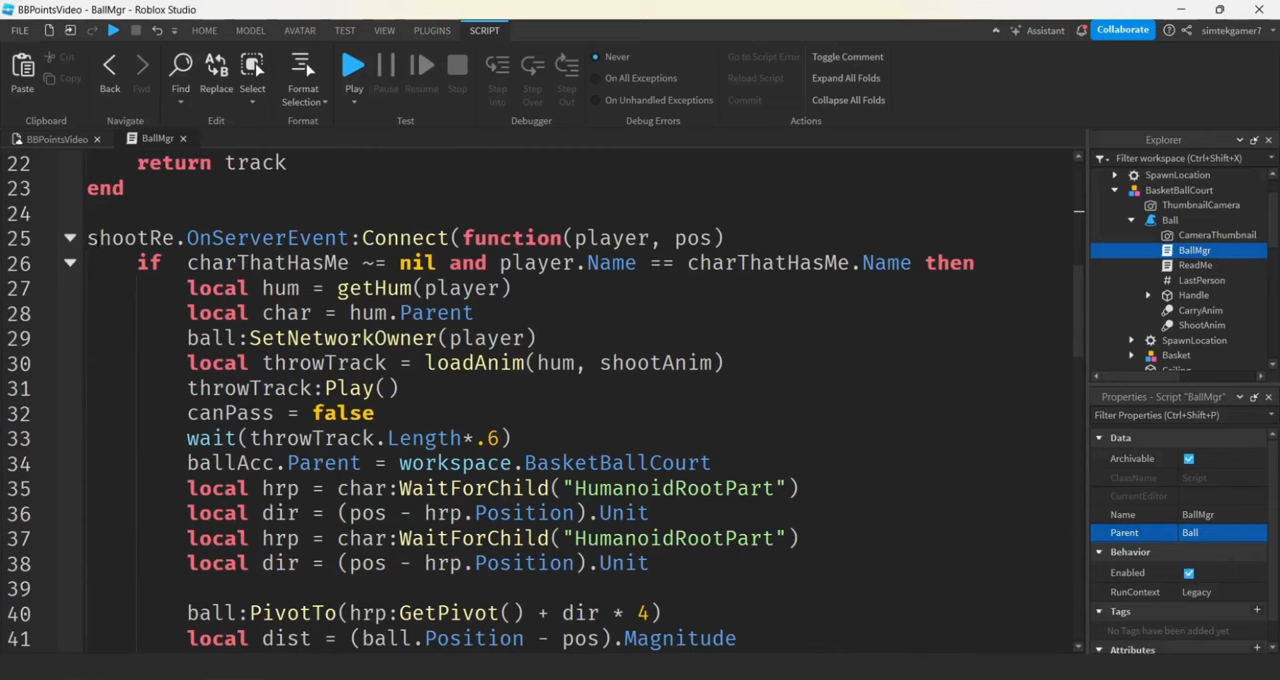 BBPointsVideo - BallMgr - Roblox Studio
FILE HOME MODEL AVATAR TEST VIEW PLUGINS SCRIPT Assistant Collaborate simtekgamer7
Paste Cut Copy Back Fwd Find Replace Select Format Selection Play Pause Resume Stop Step Into Step Over Step Out
Never
On All Exceptions
On Unhandled Exceptions
Go to Script Error
Reload Script
Commit
Toggle Comment
Expand All Folds
Collapse All Folds
Clipboard Navigate Edit Format Test Debugger Debug Errors Actions
BBPointsVideo BallMgr
22 return track
23 end
24
25 shootRe.OnServerEvent:Connect(function(player, pos)
26 if charThatHasMe ~= nil and player.Name == charThatHasMe.Name then
27 local hum = getHum(player)
28 local char = hum.Parent
29 ball:SetNetworkOwner(player)
30 local throwTrack = loadAnim(hum, shootAnim)
31 throwTrack:Play()
32 canPass = false
33 wait(throwTrack.Length*.6)
34 ballAcc.Parent = workspace.BasketBallCourt
35 local hrp = char:WaitForChild("HumanoidRootPart")
36 local dir = (pos - hrp.Position).Unit
37 local hrp = char:WaitForChild("HumanoidRootPart")
38 local dir = (pos - hrp.Position).Unit
39
40 ball:PivotTo(hrp:GetPivot() + dir * 4)
41 local dist = (ball.Position - pos).Magnitude
Explorer
Filter workspace (Ctrl+Shift+X)
SpawnLocation
BasketBallCourt
ThumbnailCamera
Ball
CameraThumbnail
BallMgr
ReadMe
LastPerson
Handle
CarryAnim
ShootAnim
SpawnLocation
Basket
Ceiling
Properties - Script "BallMgr"
Filter Properties (Ctrl+Shift+P)
Data
Archivable
ClassName Script
CurrentEditor
Name BallMgr
Parent Ball
Behavior
Enabled
RunContext Legacy
Tags
No Tags have been added yet
Attributes